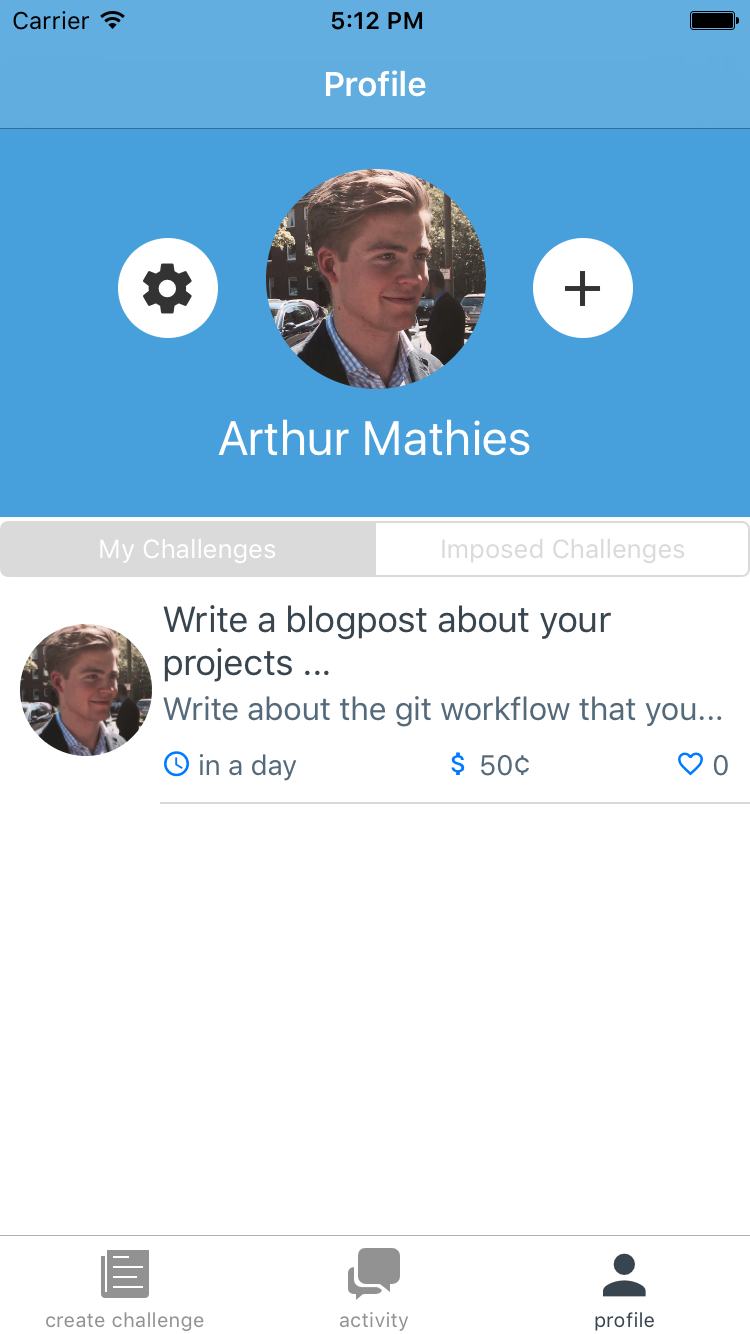 Carrier 5:12 PM
Profile
Arthur Mathies
My Challenges Imposed Challenges
Write a blogpost about your
projects ...
Write about the git workflow that you...
in a day $ 50¢ 0
create challenge activity profile